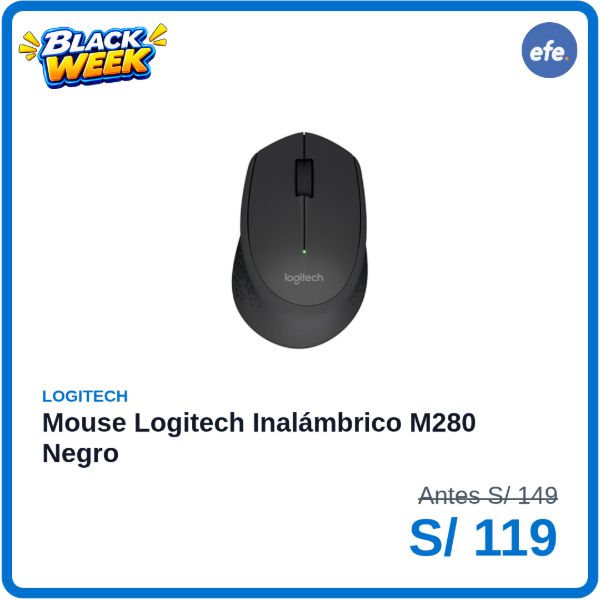 BLACK
WEEK
efe.
logitech
LOGITECH
Mouse Logitech Inalámbrico M280
Negro
Antes S/ 149
S/ 119